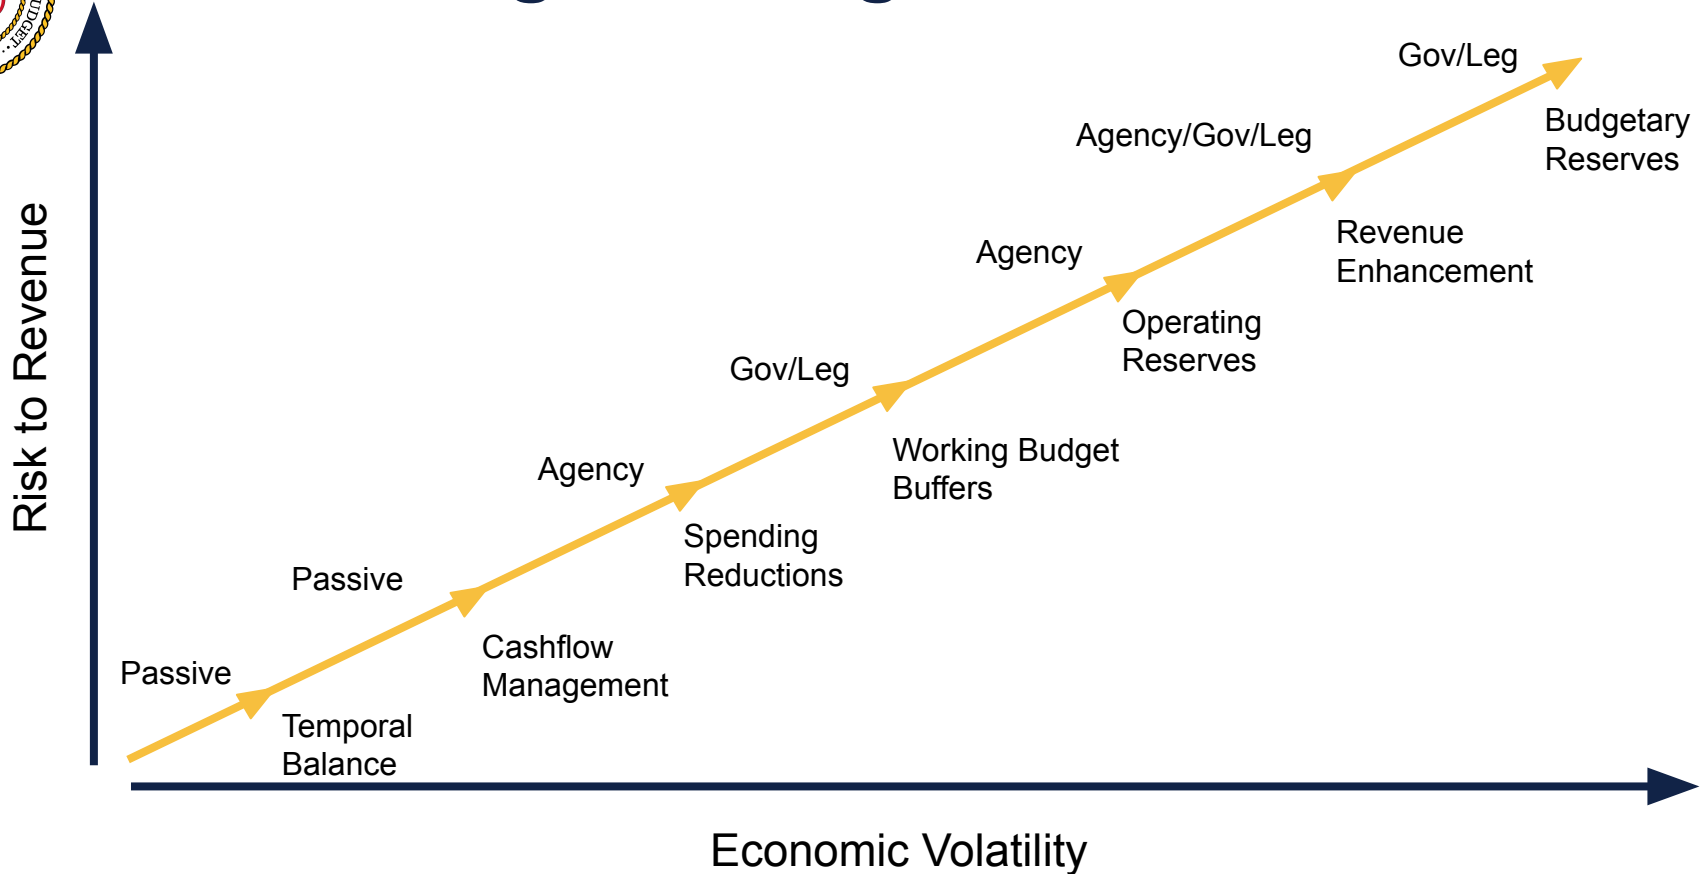 BUDGET
Gov/Leg
Budgetary
Reserves
Agency/Gov/Leg
Revenue
Enhancement
Agency
Operating
Reserves
Gov/Leg
Working Budget
Buffers
Agency
Spending
Reductions
Passive
Cashflow
Management
Passive
Temporal
Balance
Risk to Revenue
Economic Volatility